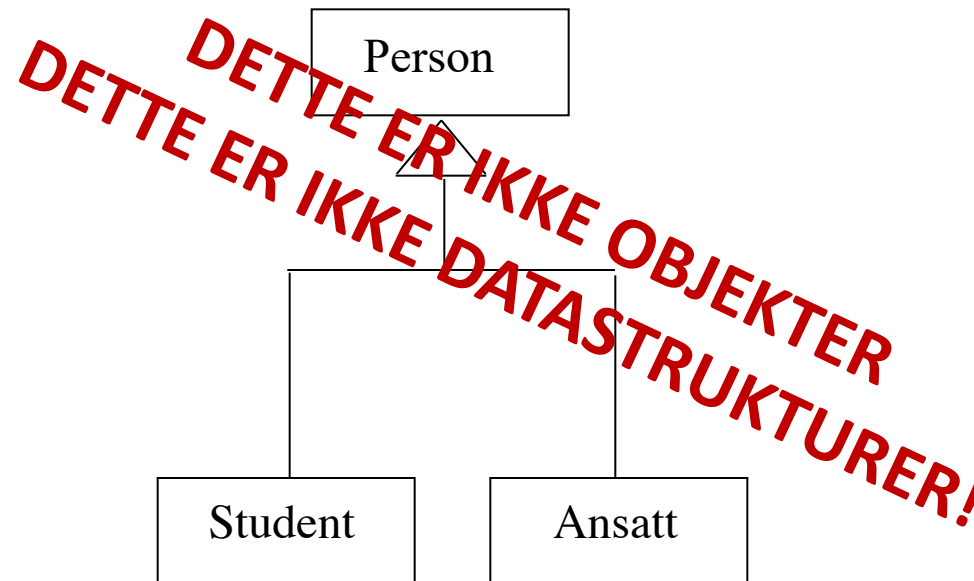 Person
DETTE ER IKKE OBJEKTER
DETTE ER IKKE DATASTRUKTURER!
Student
Ansatt